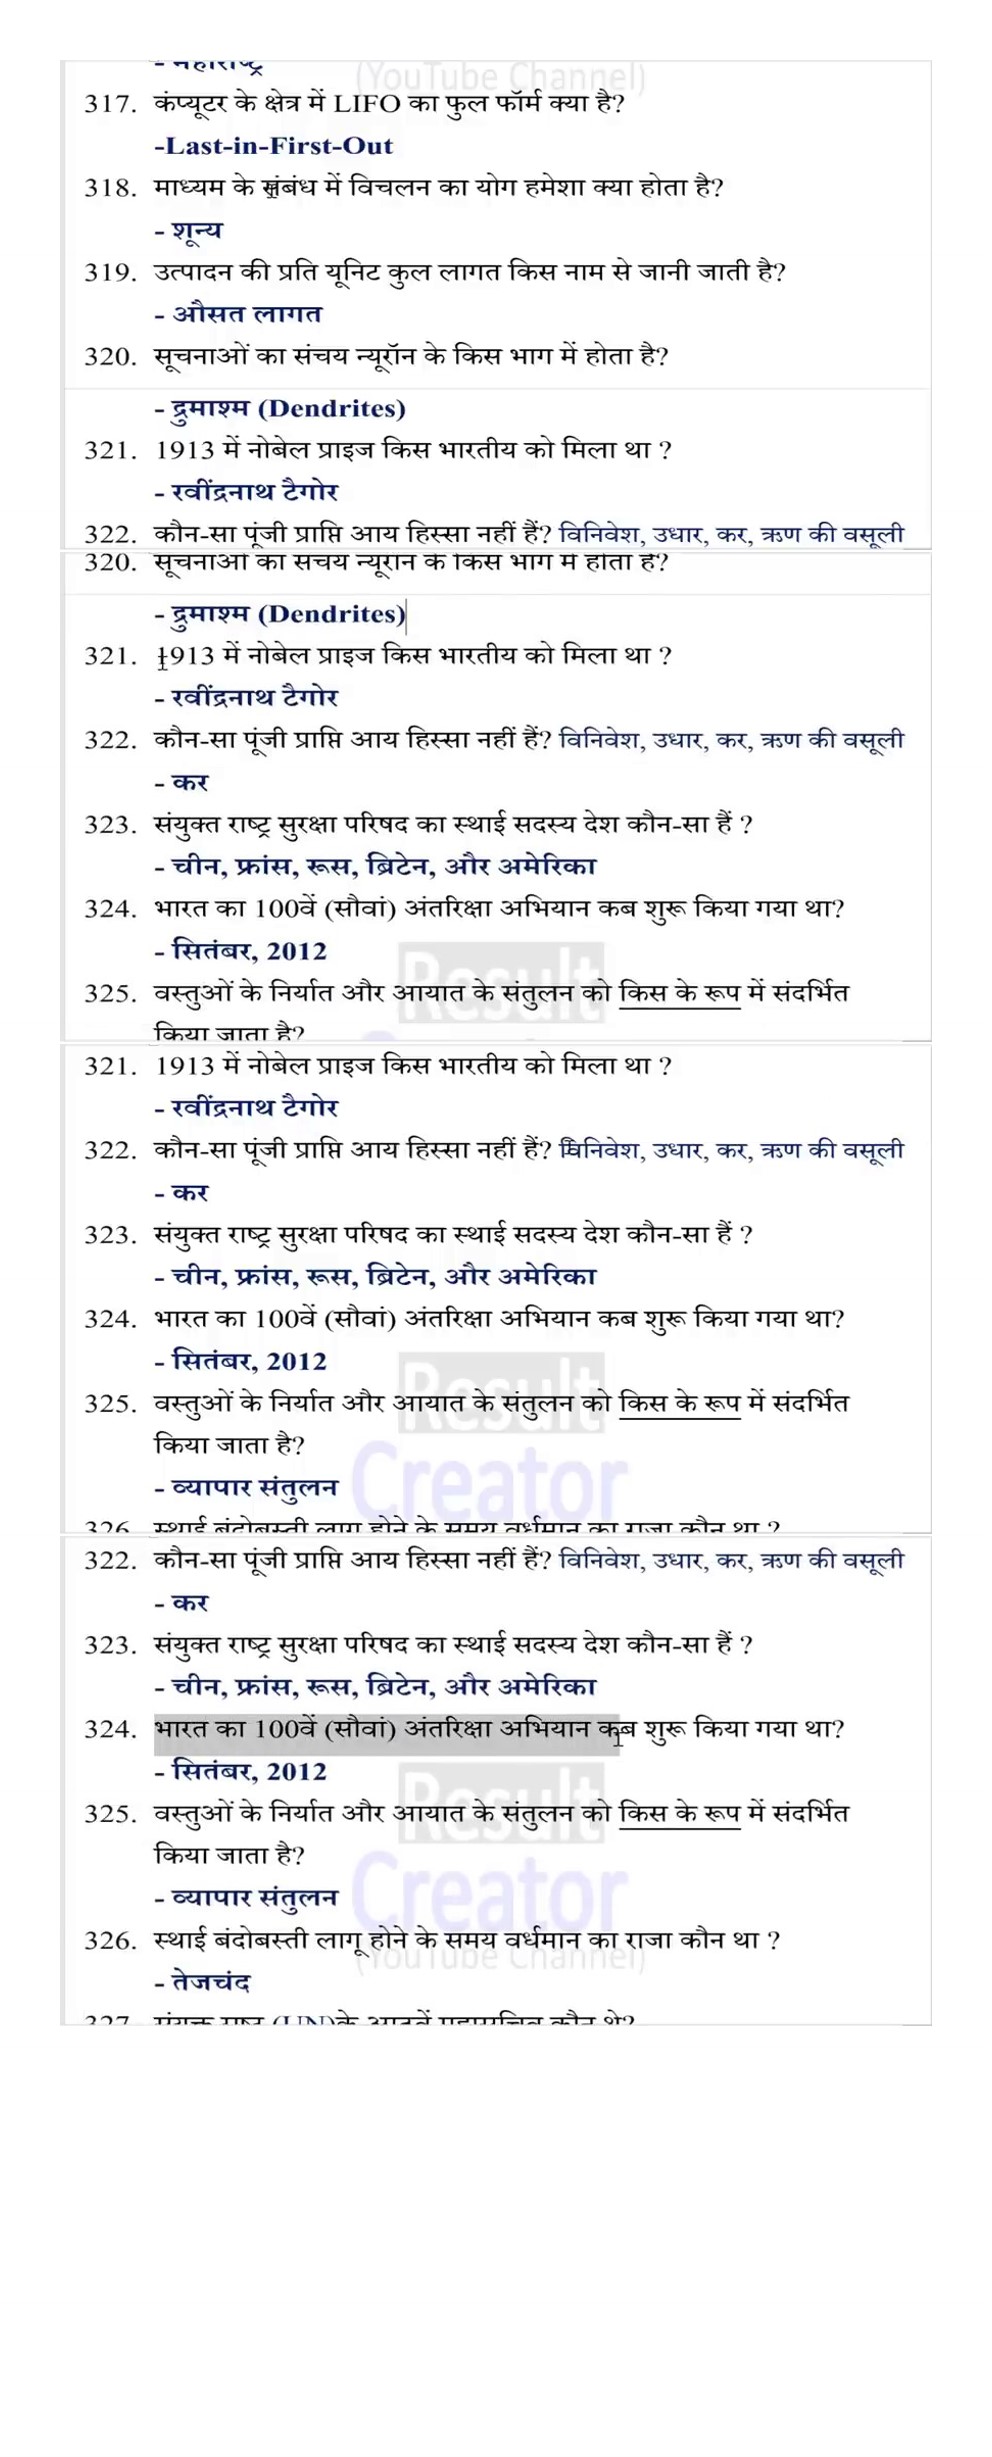 - महाराष्ट्र
(YouTube Channel)
317. कंप्यूटर के क्षेत्र में LIFO का फुल फॉर्म क्या है?
-Last-in-First-Out
318. माध्यम के संबंध में विचलन का योग हमेशा क्या होता है?
- शून्य
319. उत्पादन की प्रति यूनिट कुल लागत किस नाम से जानी जाती है?
- औसत लागत
320. सूचनाओं का संचय न्यूरॉन के किस भाग में होता है?
- द्रुमाश्म (Dendrites)
321. 1913 में नोबेल प्राइज किस भारतीय को मिला था ?
- रवींद्रनाथ टैगोर
322. कौन-सा पूंजी प्राप्ति आय हिस्सा नहीं हैं? विनिवेश, उधार, कर, ऋण की वसूली
320. सूचनाओं का संचय न्यूरॉन के किस भाग में होता है?
- द्रुमाश्म (Dendrites)
321. 1913 में नोबेल प्राइज किस भारतीय को मिला था ?
- रवींद्रनाथ टैगोर
322. कौन-सा पूंजी प्राप्ति आय हिस्सा नहीं हैं? विनिवेश, उधार, कर, ऋण की वसूली
- कर
323. संयुक्त राष्ट्र सुरक्षा परिषद का स्थाई सदस्य देश कौन-सा हैं ?
- चीन, फ्रांस, रूस, ब्रिटेन, और अमेरिका
324. भारत का 100वें (सौवां) अंतरिक्षा अभियान कब शुरू किया गया था?
- सितंबर, 2012
Result
325. वस्तुओं के निर्यात और आयात के संतुलन को किस के रूप में संदर्भित
किया जाता है?
321. 1913 में नोबेल प्राइज किस भारतीय को मिला था ?
- रवींद्रनाथ टैगोर
322. कौन-सा पूंजी प्राप्ति आय हिस्सा नहीं हैं? विनिवेश, उधार, कर, ऋण की वसूली
- कर
323. संयुक्त राष्ट्र सुरक्षा परिषद का स्थाई सदस्य देश कौन-सा हैं ?
- चीन, फ्रांस, रूस, ब्रिटेन, और अमेरिका
324. भारत का 100वें (सौवां) अंतरिक्षा अभियान कब शुरू किया गया था?
- सितंबर, 2012
Result
325. वस्तुओं के निर्यात और आयात के संतुलन को किस के रूप में संदर्भित
किया जाता है?
Creator
- व्यापार संतुलन
326. स्थाई बंदोबस्ती लागू होने के समय वर्धमान का राजा कौन था ?
322. कौन-सा पूंजी प्राप्ति आय हिस्सा नहीं हैं? विनिवेश, उधार, कर, ऋण की वसूली
- कर
323. संयुक्त राष्ट्र सुरक्षा परिषद का स्थाई सदस्य देश कौन-सा हैं ?
- चीन, फ्रांस, रूस, ब्रिटेन, और अमेरिका
324. भारत का 100वें (सौवां) अंतरिक्षा अभियान कब शुरू किया गया था?
- सितंबर, 2012
Result
325. वस्तुओं के निर्यात और आयात के संतुलन को किस के रूप में संदर्भित
किया जाता है?
Creator
- व्यापार संतुलन
326. स्थाई बंदोबस्ती लागू होने के समय वर्धमान का राजा कौन था ?
(YouTube Channel)
- तेजचंद
327. संयुक्त राष्ट्र (UN)के आठवें महासचिव कौन थे?